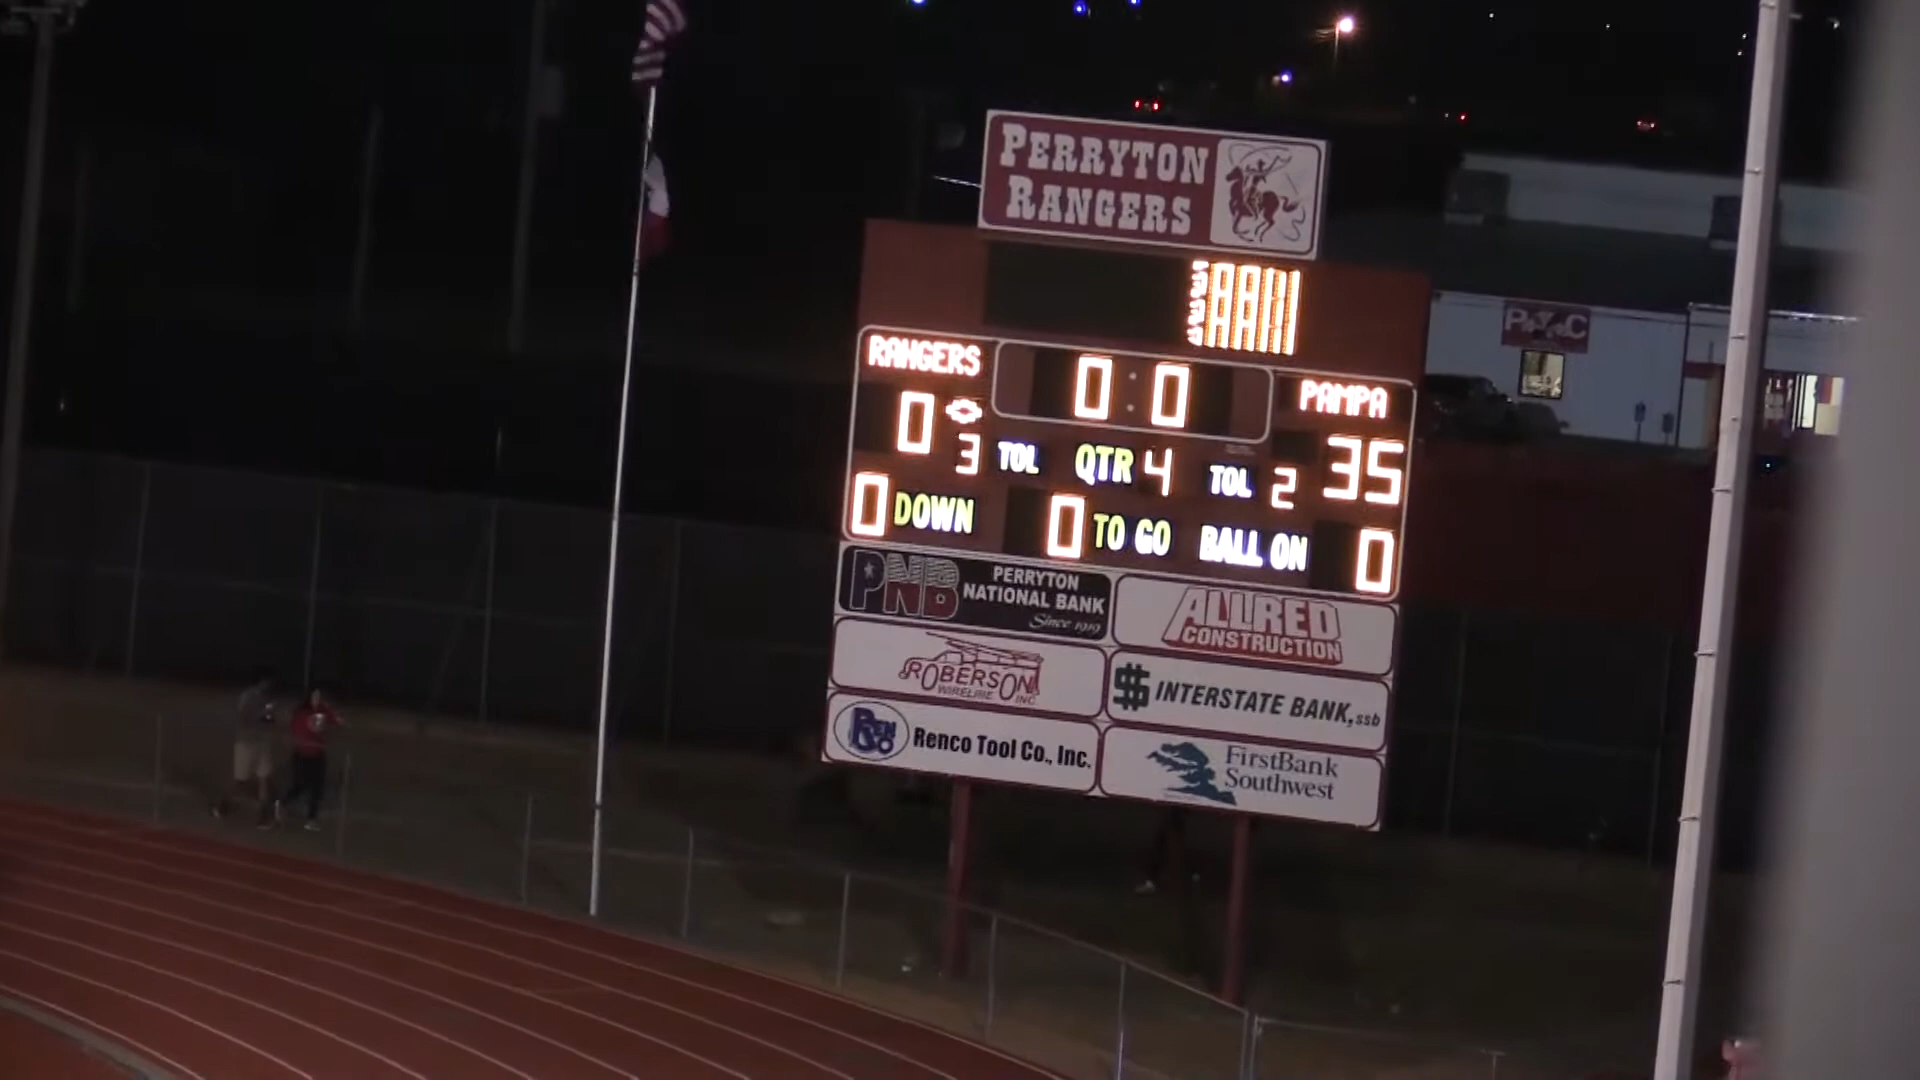 PERRYTON
RANGERS
RANGERS
0 : 0
PAMPA
0
35
3 TOL QTR 4 TOL 2
0 DOWN 0 TO GO BALL ON 0
PNB
PERRYTON
NATIONAL BANK
Since 1919
ALLRED
CONSTRUCTION
ROBERSON
WIRELINE INC
$ INTERSTATE BANK, ssb
RENCO
Renco Tool Co., Inc.
FirstBank
Southwest